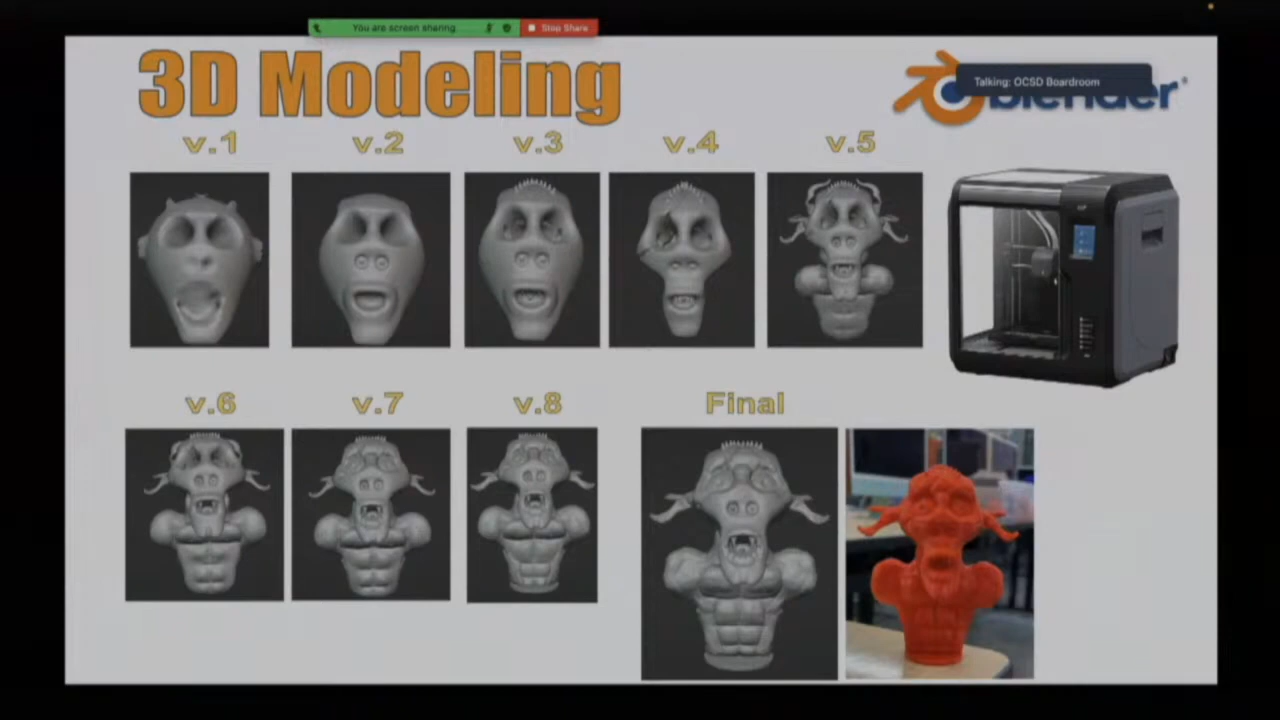 You are screen sharing
Stop Share
3D Modeling
Talking: OCSD Boardroom
blender
v.1
v.2
v.3
v.4
v.5
v.6
v.7
v.8
Final